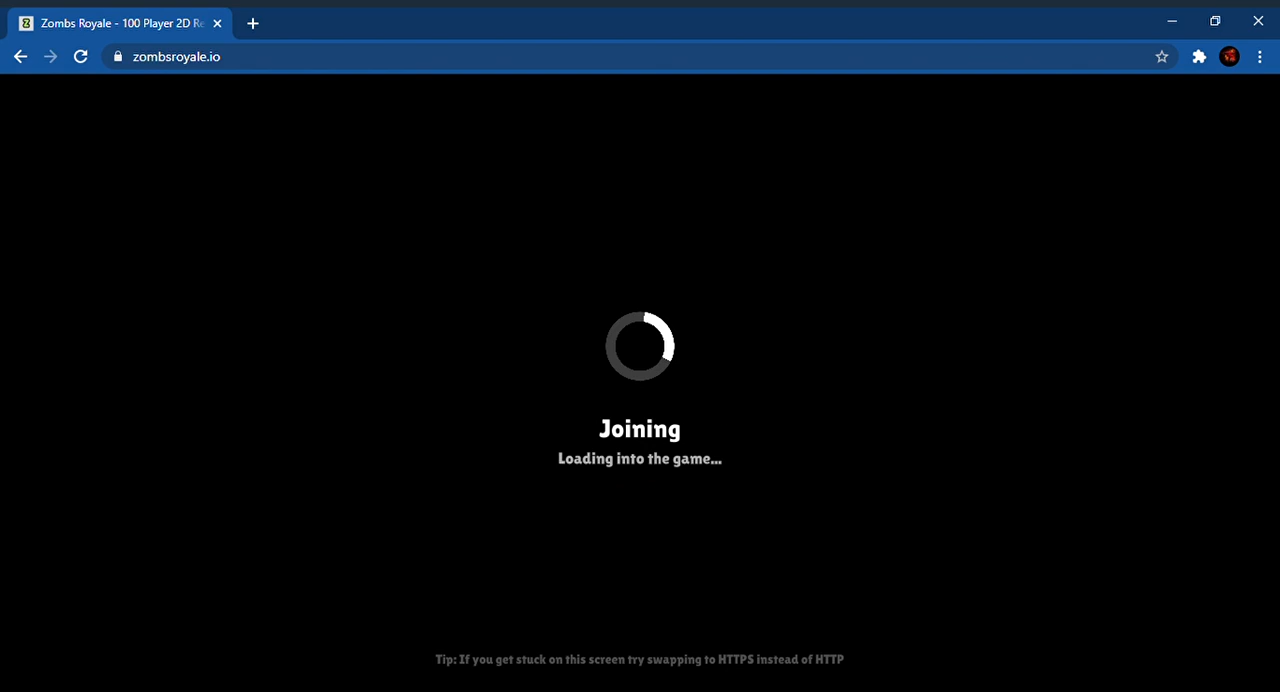 Zombs Royale - 100 Player 2D
zombsroyale.io
Joining
Loading into the game...
Tip: If you get stuck on this screen try swapping to HTTPS instead of HTTP